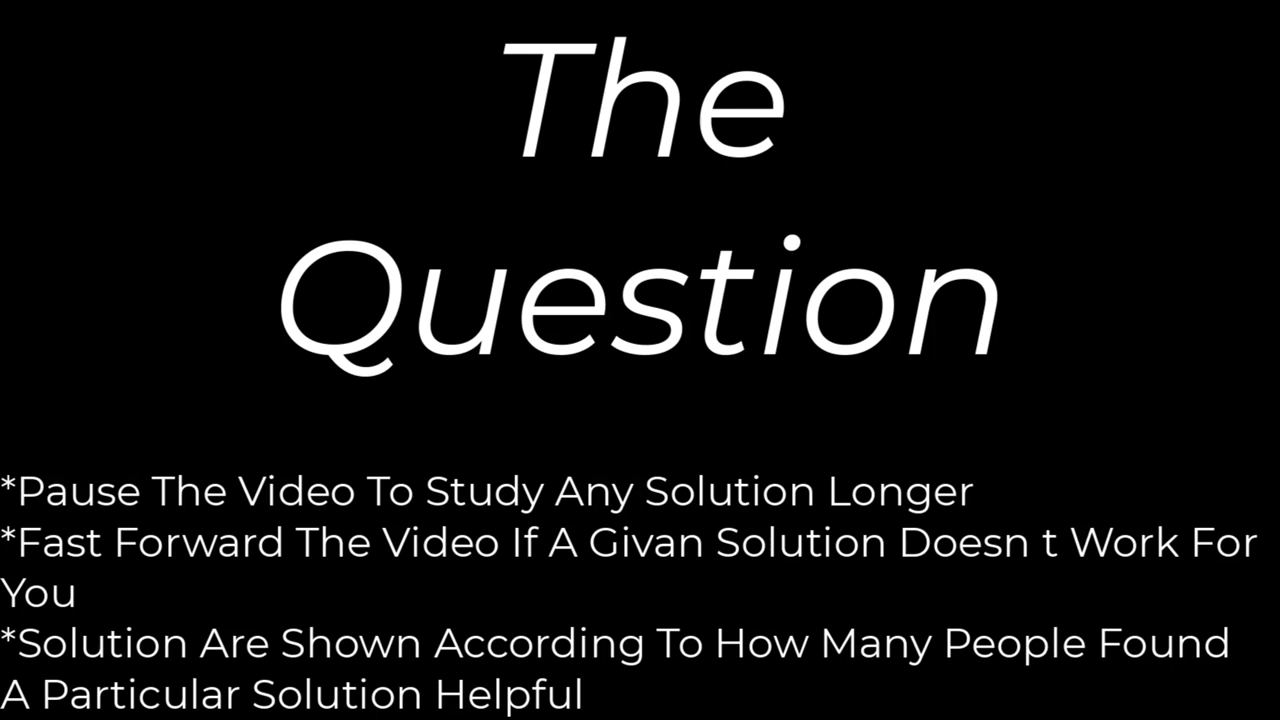 The
Question
*Pause The Video To Study Any Solution Longer
*Fast Forward The Video If A Givan Solution Doesn t Work For
You
*Solution Are Shown According To How Many People Found
A Particular Solution Helpful